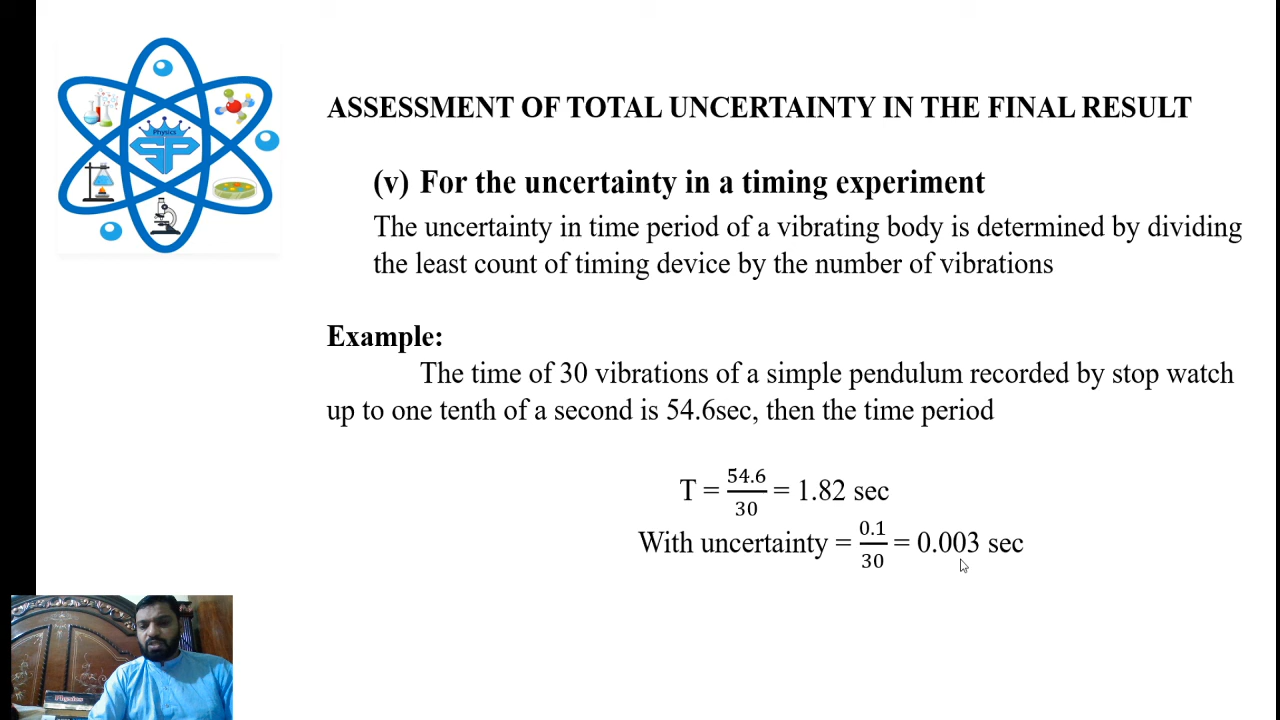 Physics
SP
ASSESSMENT OF TOTAL UNCERTAINTY IN THE FINAL RESULT
(v) For the uncertainty in a timing experiment
The uncertainty in time period of a vibrating body is determined by dividing
the least count of timing device by the number of vibrations
Example:
The time of 30 vibrations of a simple pendulum recorded by stop watch
up to one tenth of a second is 54.6sec, then the time period
T = 54.6/30 = 1.82 sec
With uncertainty = 0.1/30 = 0.003 sec
Physics